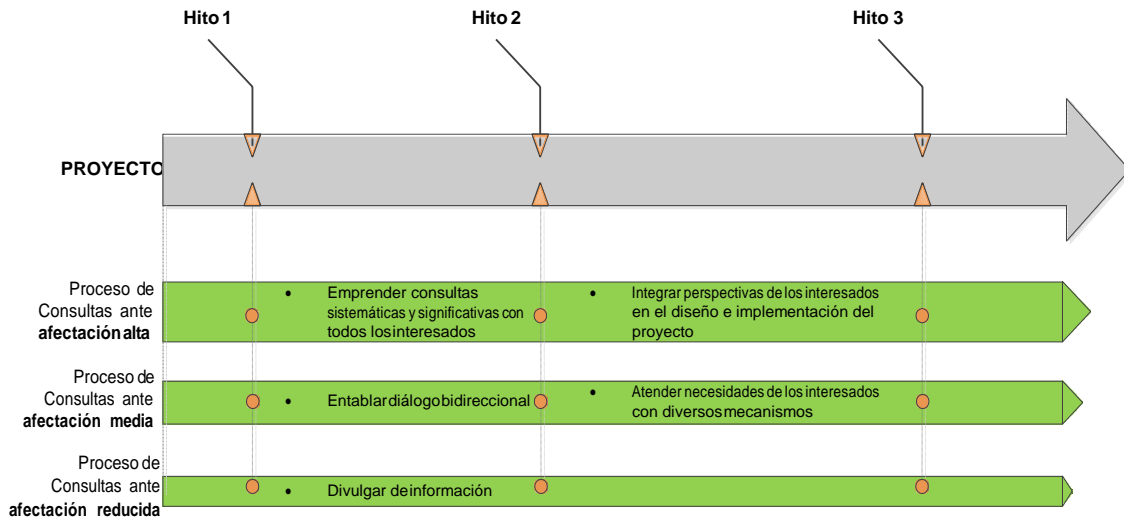 Hito 1
Hito 2
Hito 3
PROYECTO
Proceso de
Consultas ante
afectación alta
• Emprender consultas
sistemáticas y significativas con
todos los interesados
• Integrar perspectivas de los interesados
en el diseño e implementación del
proyecto
Proceso de
Consultas ante
afectación media
• Entablar diálogo bidireccional
• Atender necesidades de los interesados
con diversos mecanismos
Proceso de
Consultas ante
afectación reducida
• Divulgar de información